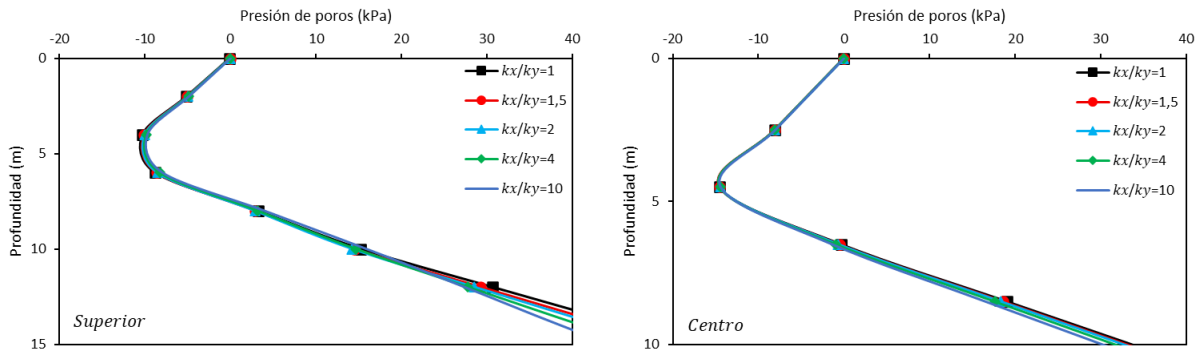 Presión de poros (kPa)
-20 -10 0 10 20 30 40
0
5
10
15
Profundidad (m)
kx/ky=1
kx/ky=1,5
kx/ky=2
kx/ky=4
kx/ky=10
Superior
Presión de poros (kPa)
-20 -10 0 10 20 30 40
0
5
10
Profundidad (m)
kx/ky=1
kx/ky=1,5
kx/ky=2
kx/ky=4
kx/ky=10
Centro